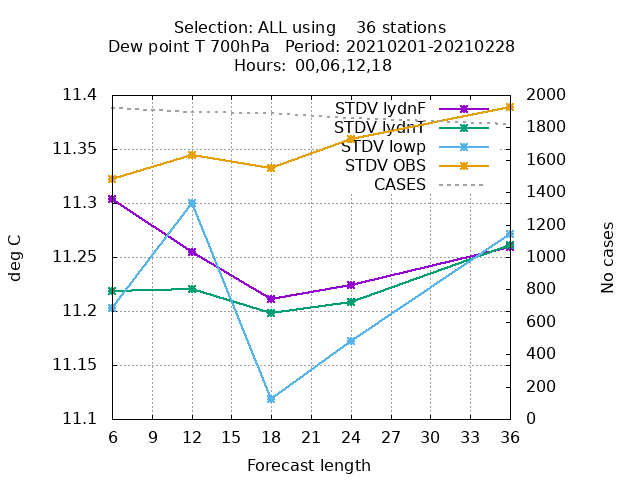 Selection: ALL using    36 stations
Dew point T 700hPa   Period: 20210201-20210228
Hours: 00,06,12,18
11.4
11.35
11.3
11.25
11.2
11.15
11.1
deg C
STDV lydnF
STDV lydnT
STDV lowp
STDV OBS
CASES
2000
1800
1600
1400
1200
1000
800
600
400
200
0
No cases
6 9 12 15 18 21 24 27 30 33 36
Forecast length